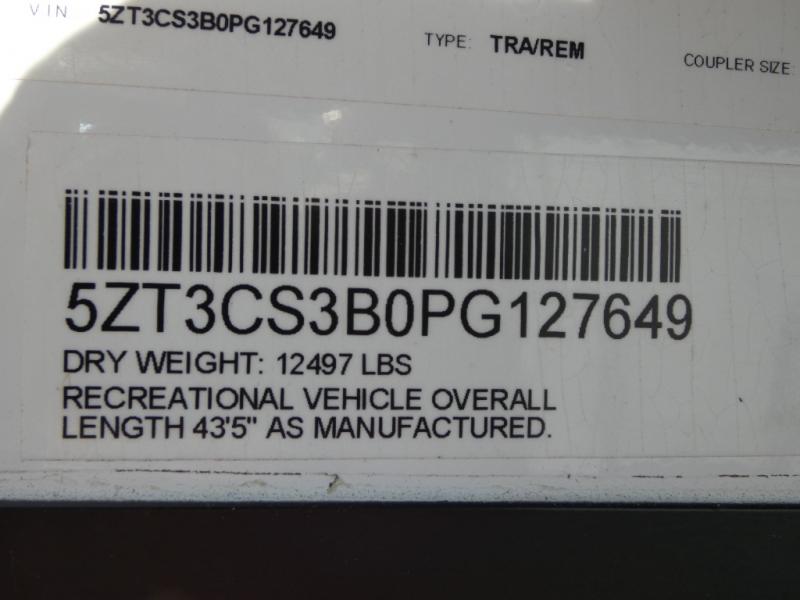 VIN 5ZT3CS3B0PG127649 TYPE: TRA/REM COUPLER SIZE:
5ZT3CS3B0PG127649
DRY WEIGHT: 12497 LBS
RECREATIONAL VEHICLE OVERALL
LENGTH 43'5" AS MANUFACTURED.